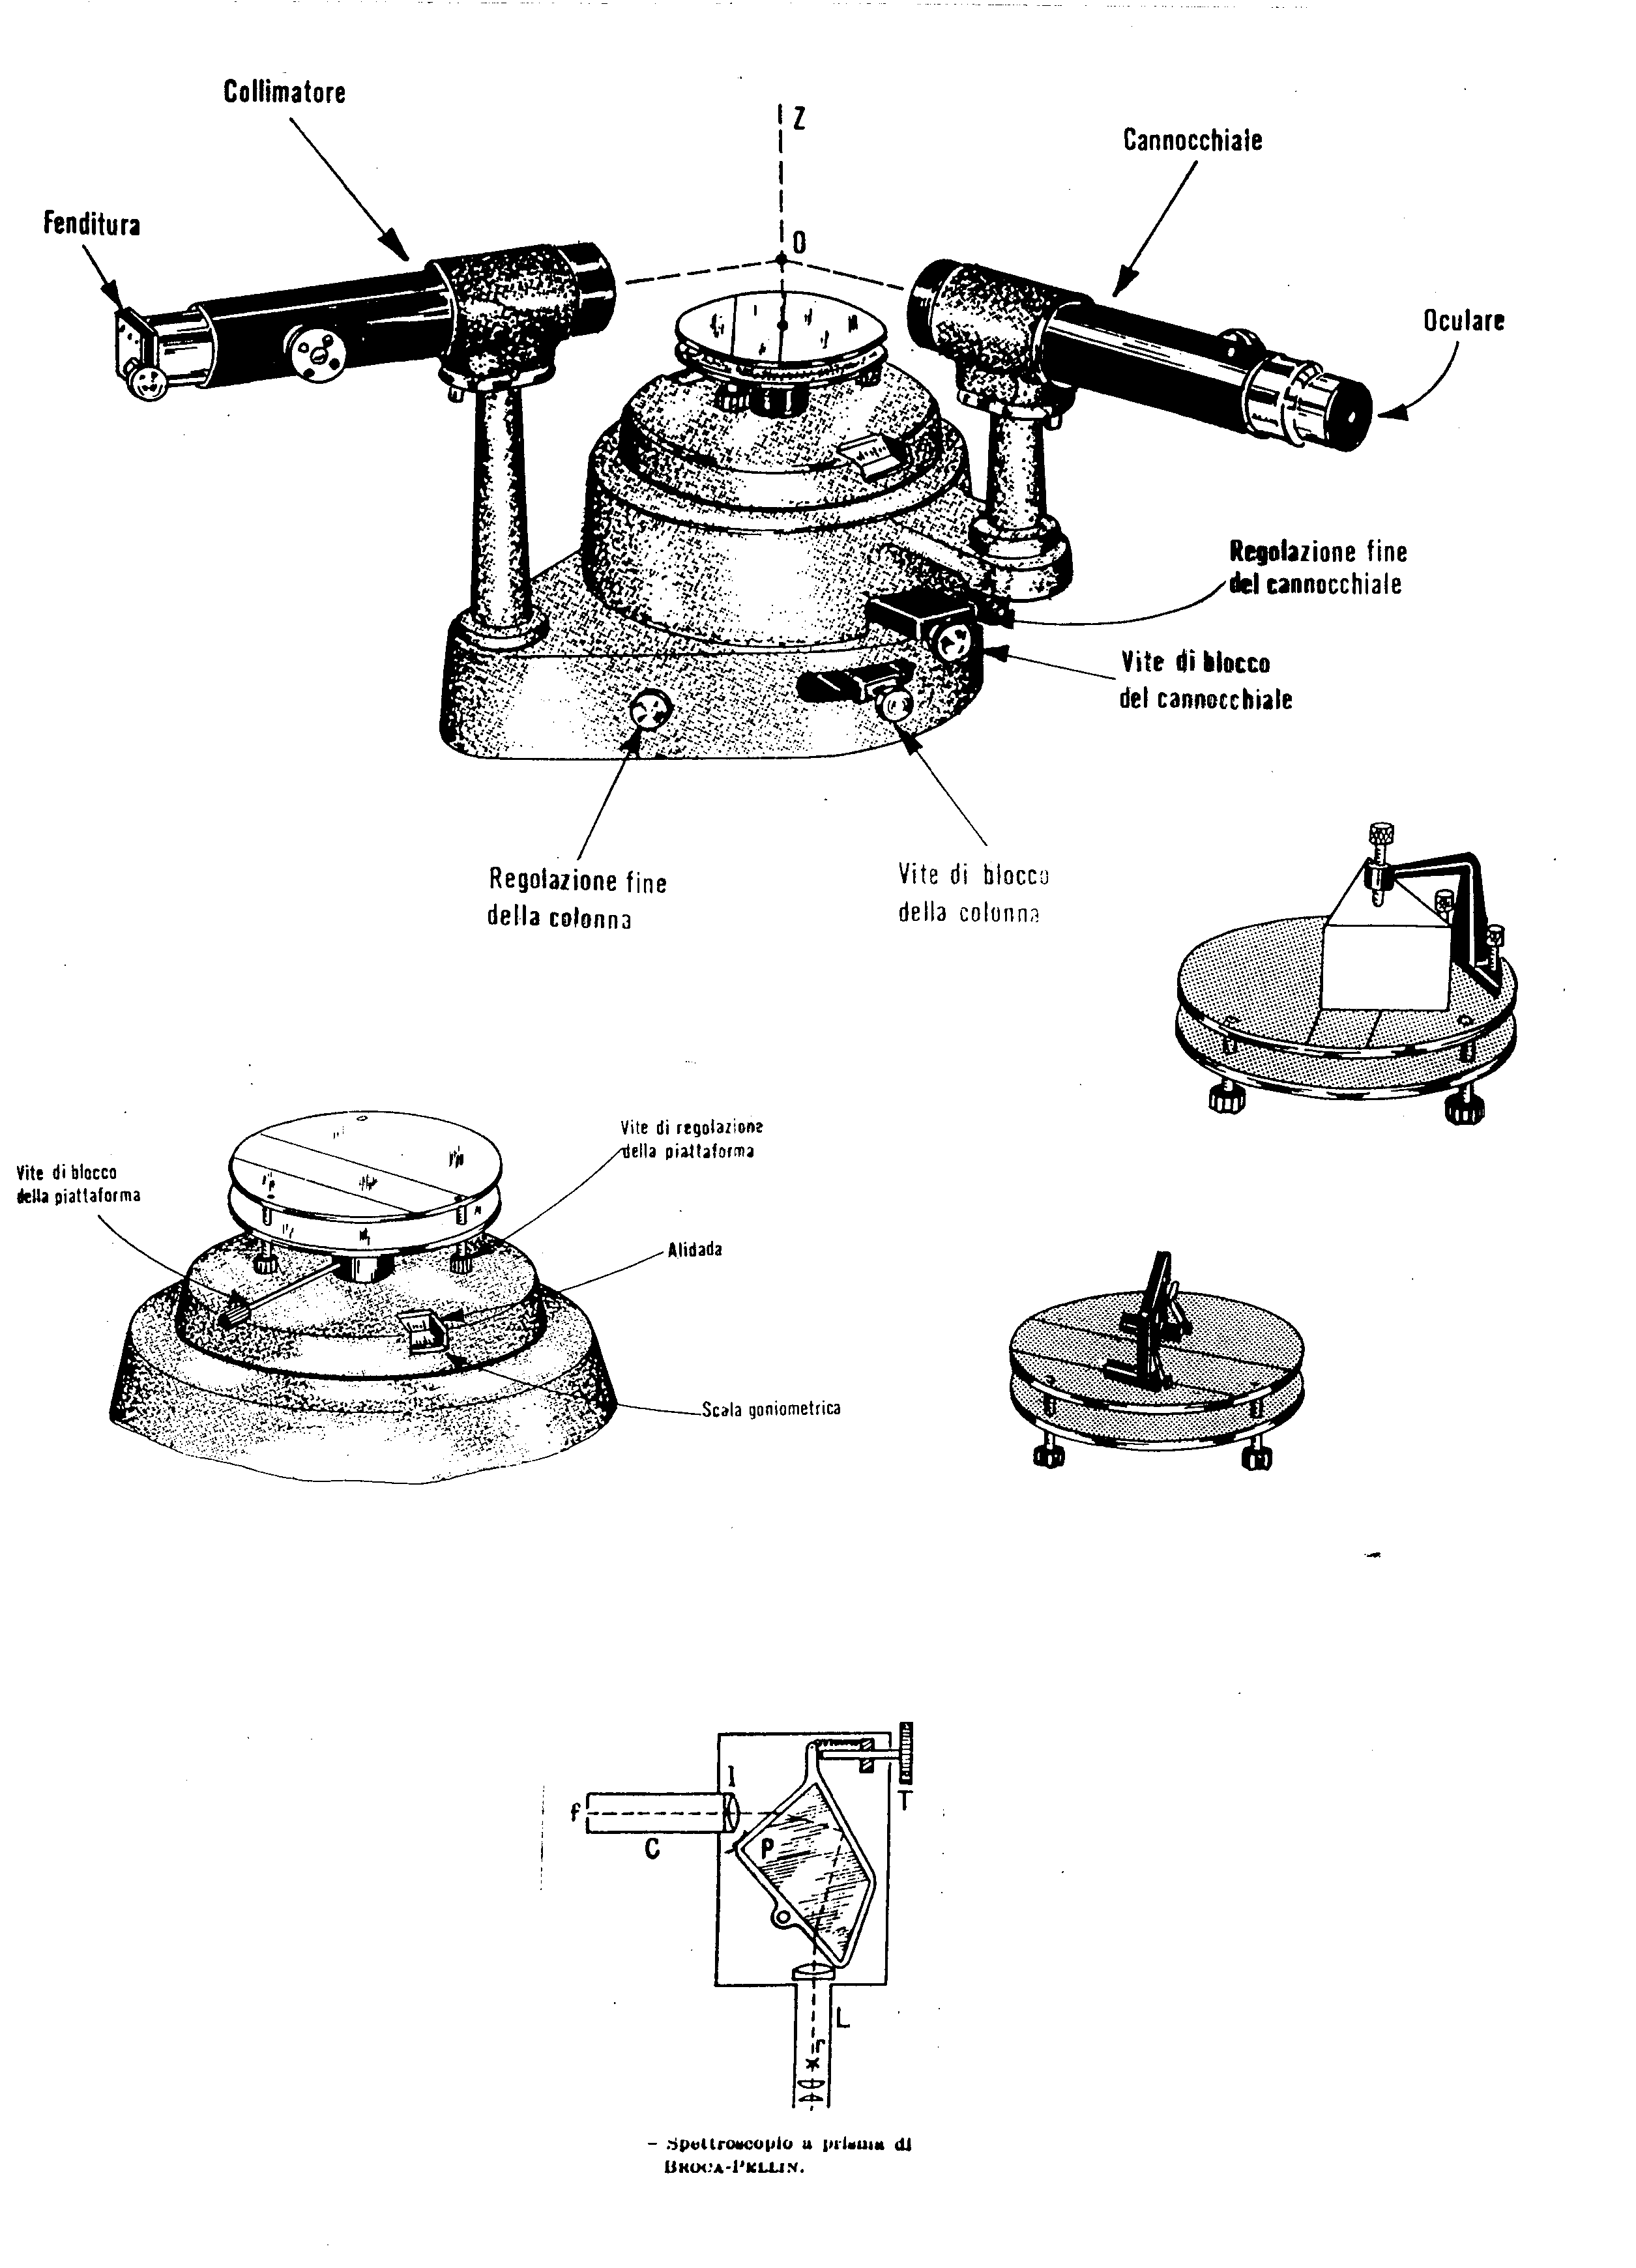 Collimatore
Z
Cannocchiale
Fenditura
O
Oculare
Regolazione fine
del cannocchiale
Vite di blocco
del cannocchiale
Regolazione fine
della colonna
Vite di blocco
della colonna
Vite di regolazione
della piattaforma
Vite di blocco
della piattaforma
Alidada
Scala goniometrica
l
f
T
C
P
L
r
– Spettroscopio a prisma di
BROCA-PELLIN.